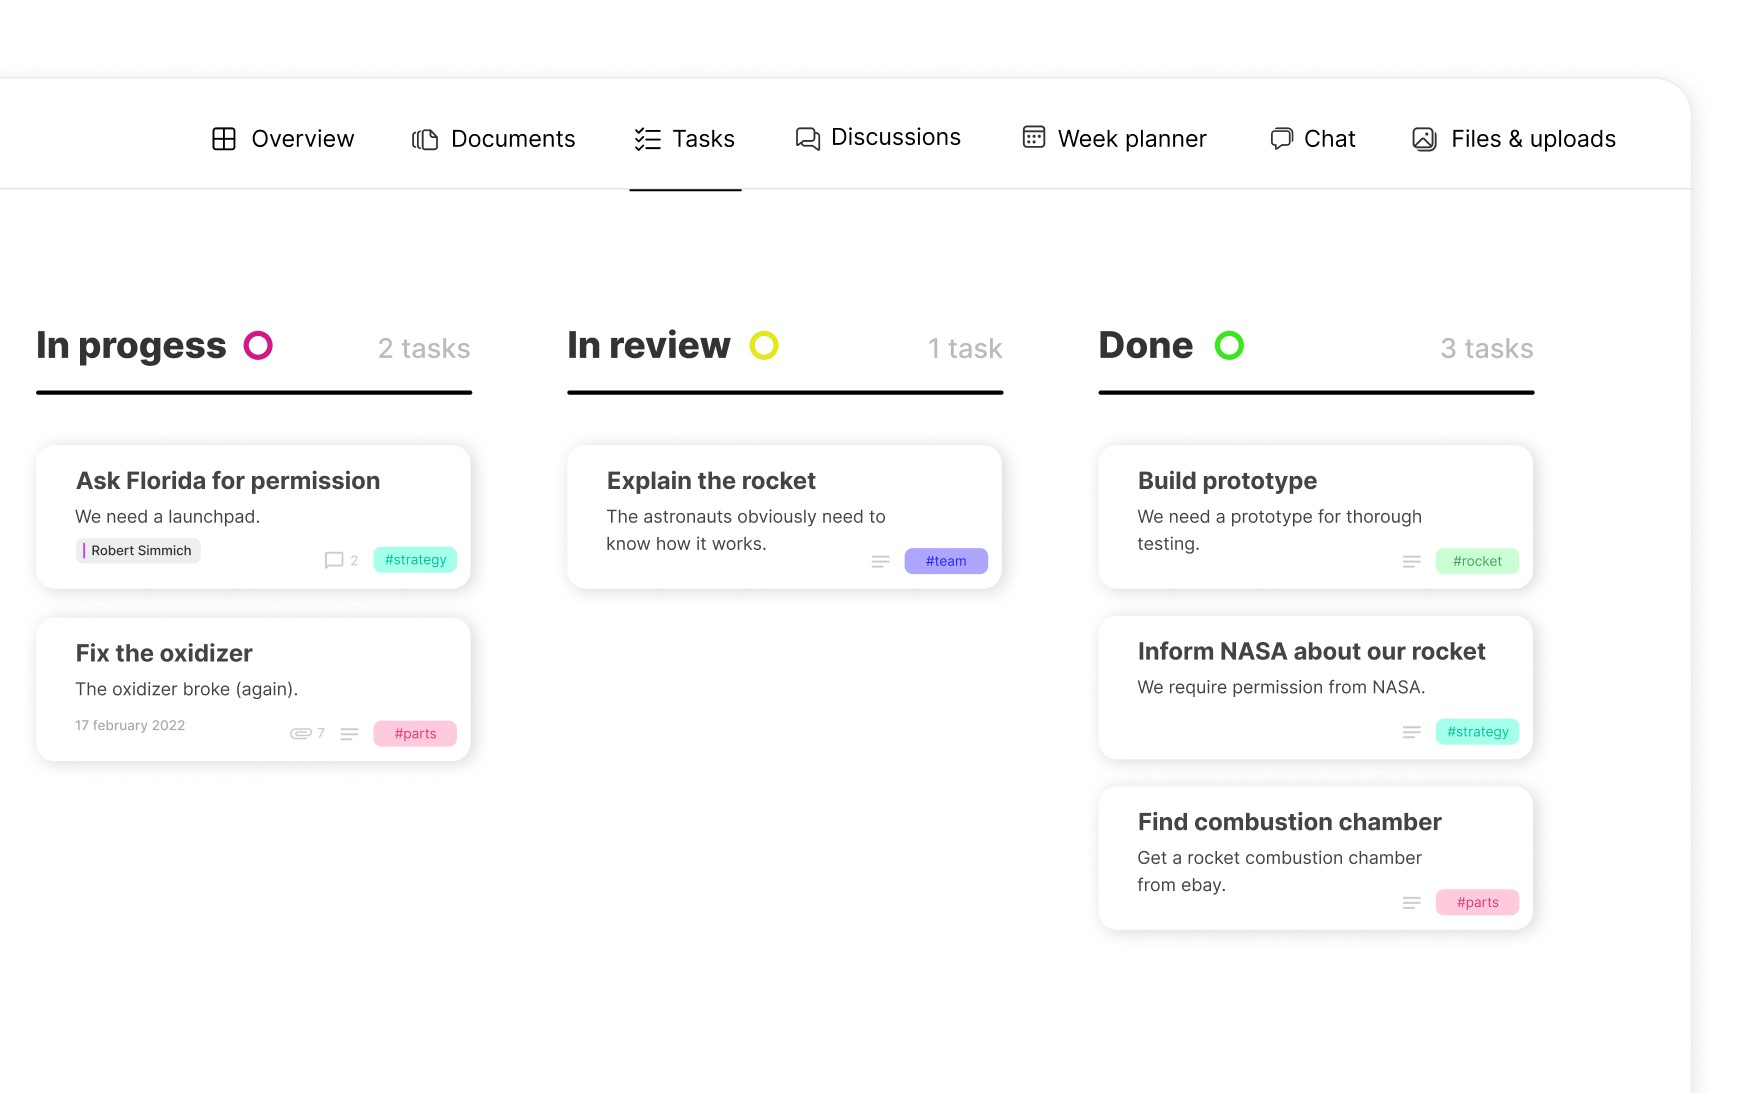 Overview
Documents
Tasks
Discussions
Week planner
Chat
Files & uploads
In progess
2 tasks
Ask Florida for permission
We need a launchpad.
Robert Simmich
2
#strategy
Fix the oxidizer
The oxidizer broke (again).
17 february 2022
7
#parts
In review
1 task
Explain the rocket
The astronauts obviously need to
know how it works.
#team
Done
3 tasks
Build prototype
We need a prototype for thorough
testing.
#rocket
Inform NASA about our rocket
We require permission from NASA.
#strategy
Find combustion chamber
Get a rocket combustion chamber
from ebay.
#parts